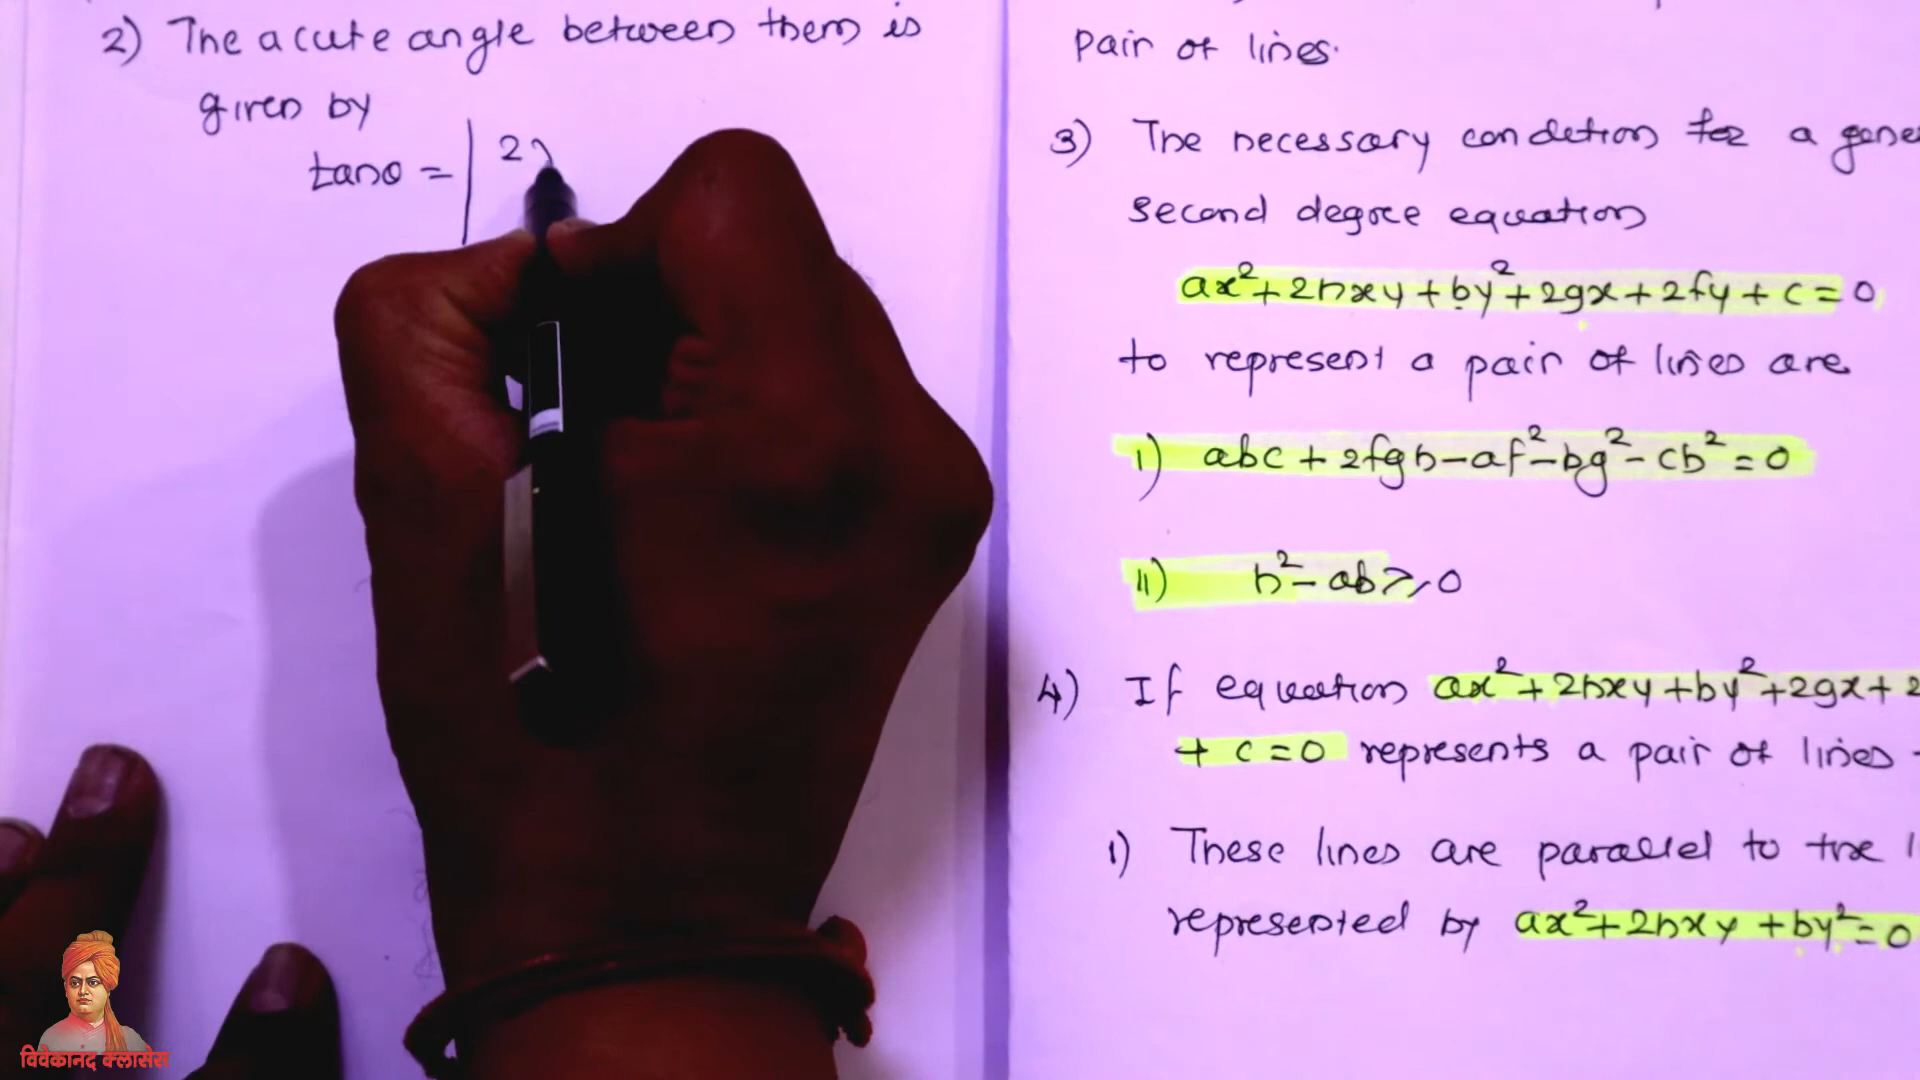 2) The acute angle between them is
given by
tanθ = | 2
pair of lines.
3) The necessary condition for a gene
second degree equation
ax²+2hxy+by²+2gx+2fy+c=0
to represent a pair of lines are
i) abc+2fgh-af²-bg²-ch²=0
ii) h²-ab≥0
4) If equation ax²+2hxy+by²+2gx+2
+c=0 represents a pair of lines
i) These lines are parallel to the l
represented by ax²+2hxy+by²=0
विवेकानंद क्लासेस